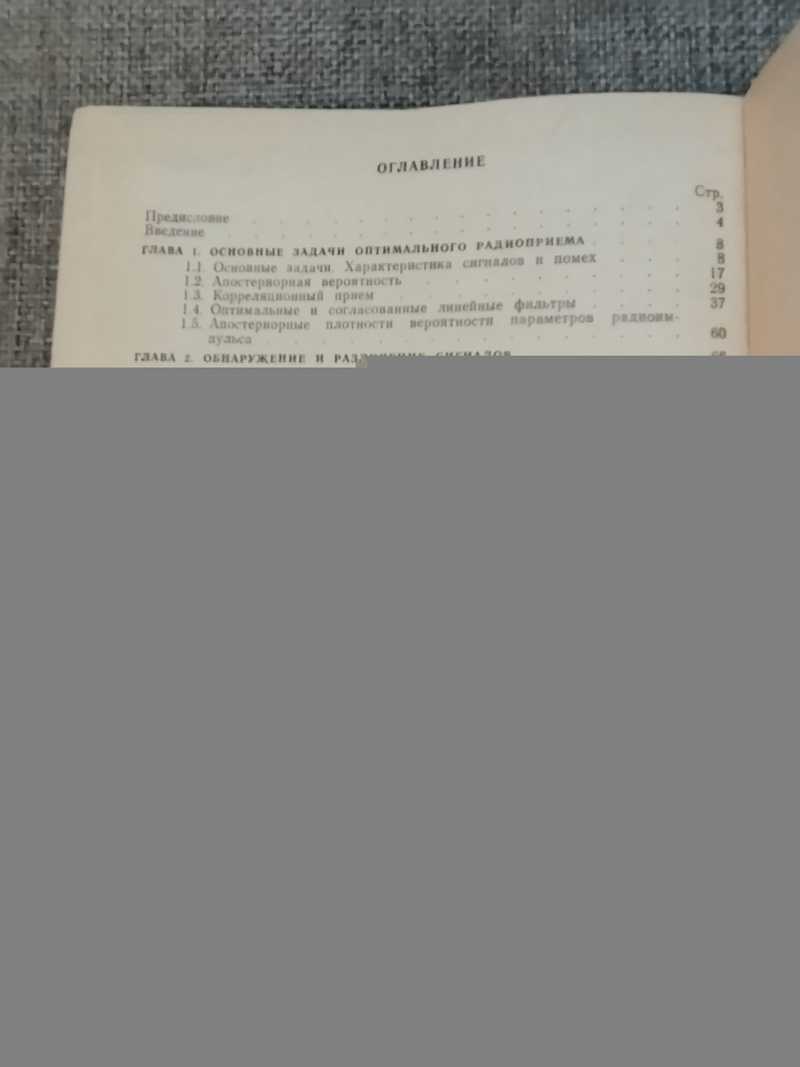 ОГЛАВЛЕНИЕ
Стр.
Предисловие . . . . . . . . . . . . . . . . . 3
Введение . . . . . . . . . . . . . . . . . . 4
ГЛАВА 1. ОСНОВНЫЕ ЗАДАЧИ ОПТИМАЛЬНОГО РАДИОПРИЕМА . . . . 8
1.1. Основные задачи. Характеристика сигналов и помех . . . 8
1.2. Апостериорная вероятность . . . . . . . . . . 17
1.3. Корреляционный прием . . . . . . . . . . . 29
1.4. Оптимальные и согласованные линейные фильтры . . . . 37
1.5. Апостериорные плотности вероятности параметров радиоим-
пульса . . . . . . . . . . . . . . . . 60
ГЛАВА 2. ОБНАРУЖЕНИЕ И РАЗЛИЧЕНИЕ СИГНАЛОВ